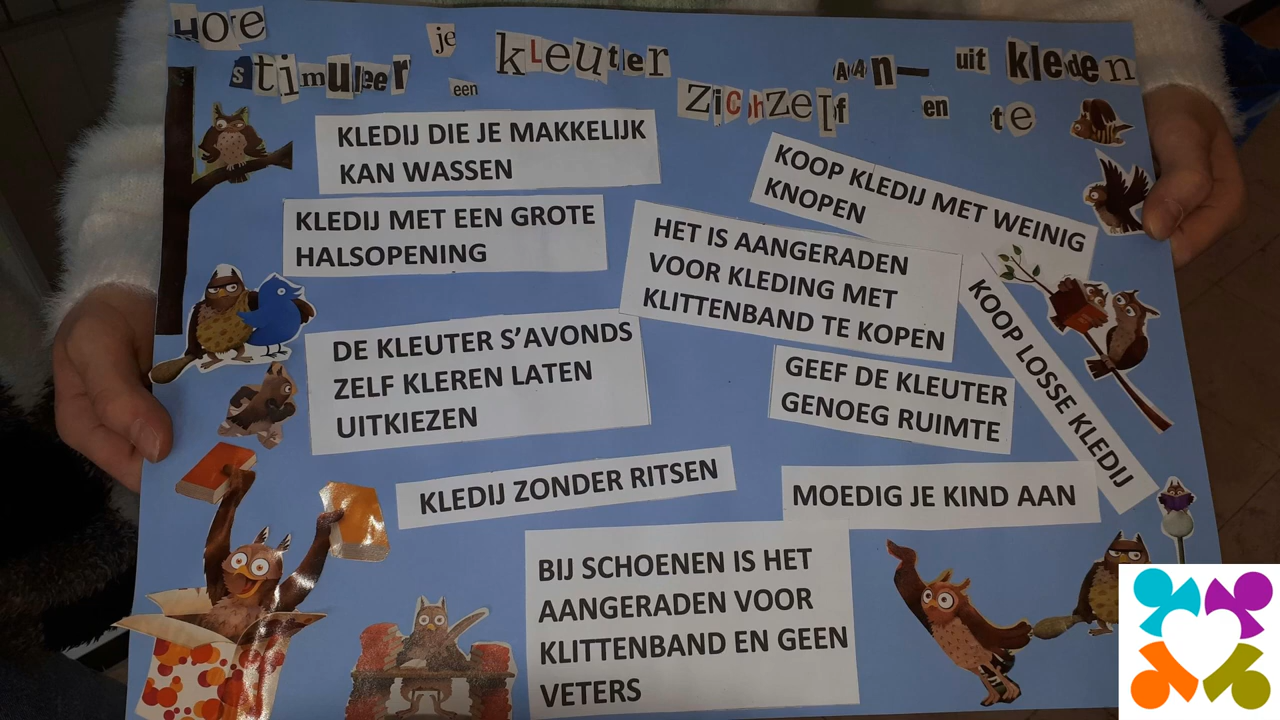 Hoe je kleuter AAn- uit kleden
stimuleer een zichzelf en te
KLEDIJ DIE JE MAKKELIJK
KAN WASSEN
KOOP KLEDIJ MET WEINIG
KNOPEN
KLEDIJ MET EEN GROTE
HALSOPENING
HET IS AANGERADEN
VOOR KLEDING MET
KLITTENBAND TE KOPEN
KOOP LOSSE KLEDIJ
DE KLEUTER S’AVONDS
ZELF KLEREN LATEN
UITKIEZEN
GEEF DE KLEUTER
GENOEG RUIMTE
KLEDIJ ZONDER RITSEN
MOEDIG JE KIND AAN
BIJ SCHOENEN IS HET
AANGERADEN VOOR
KLITTENBAND EN GEEN
VETERS